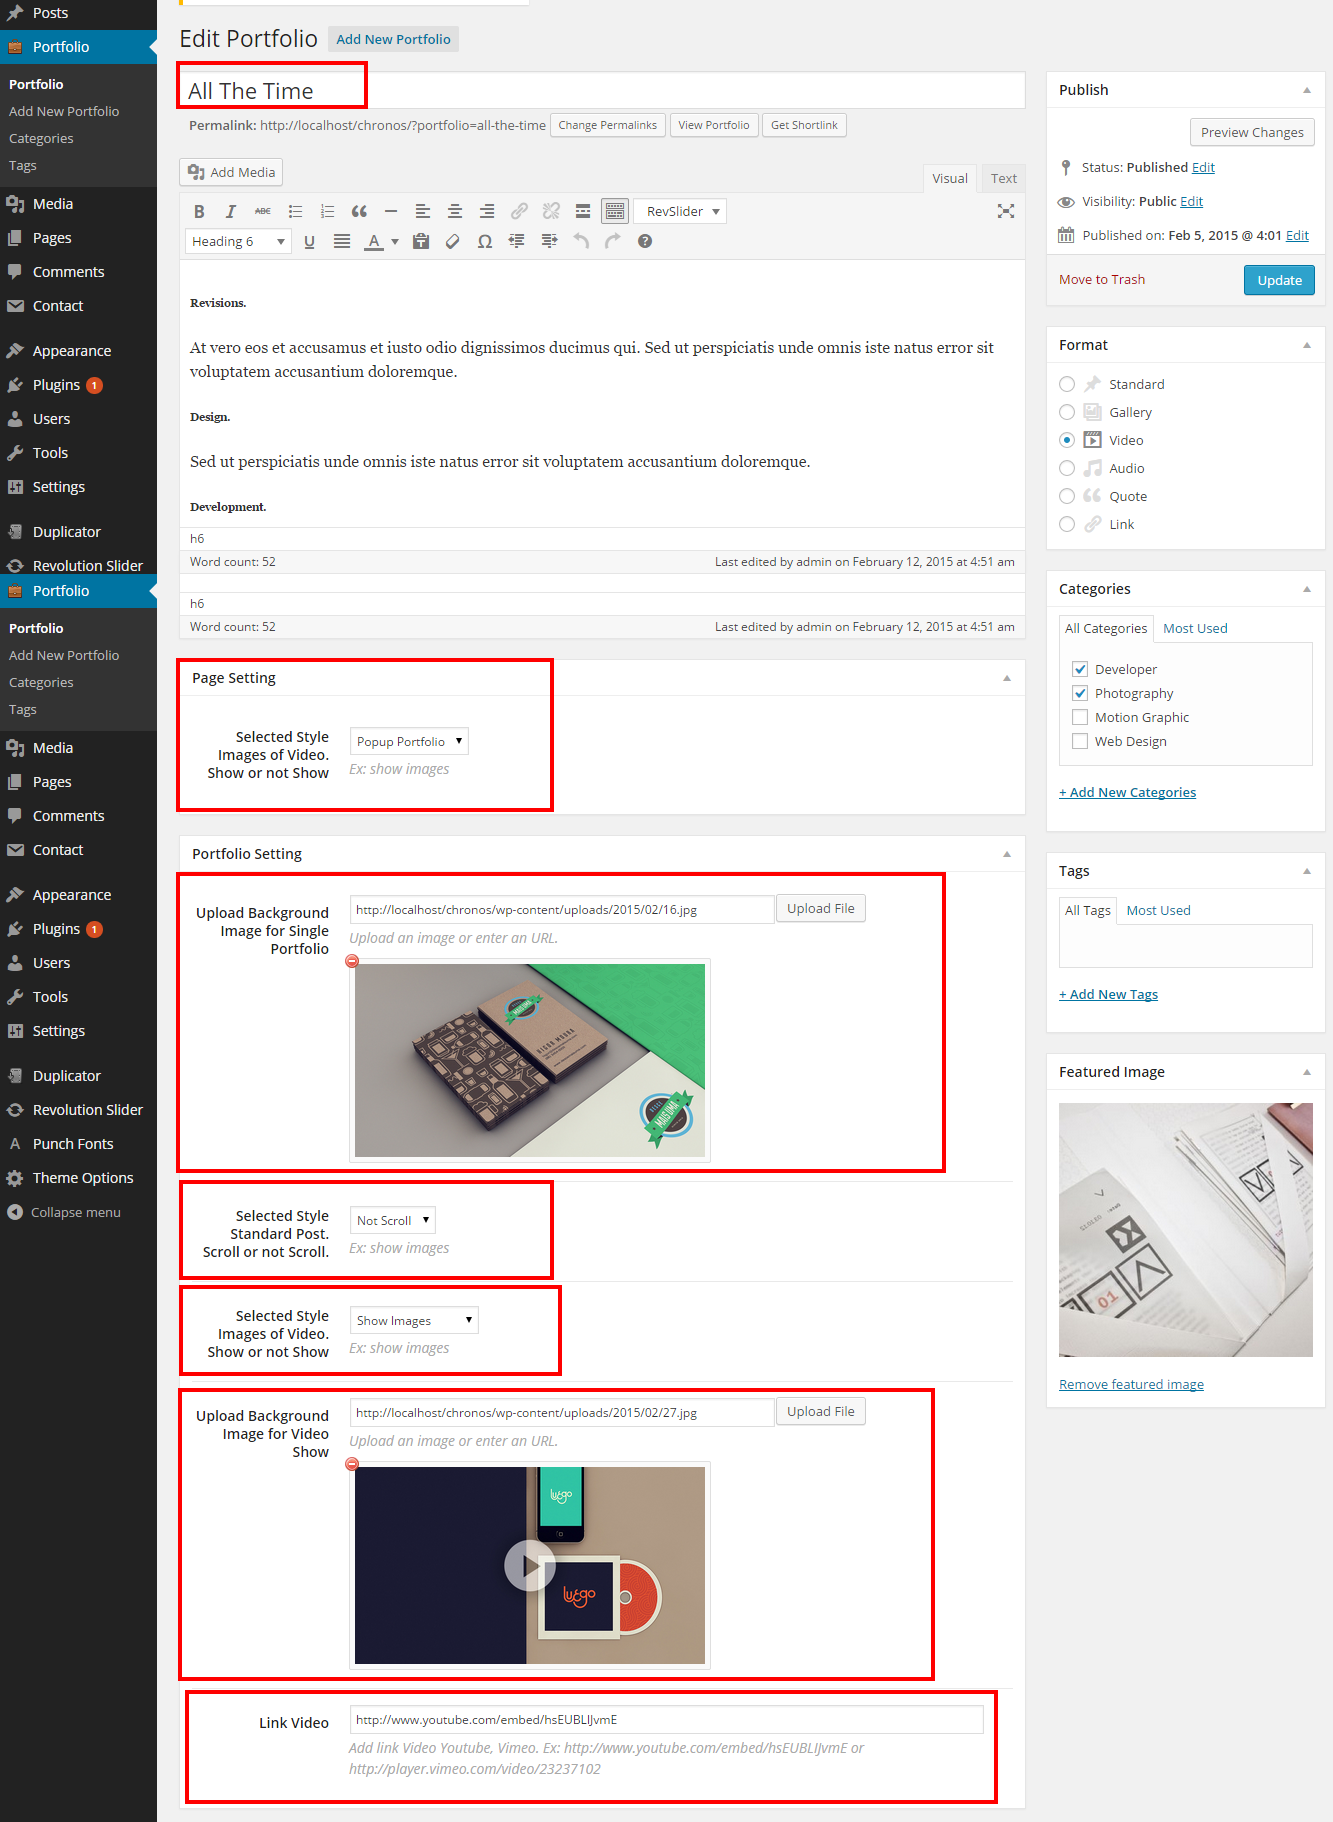 Posts
Portfolio
Portfolio
Add New Portfolio
Categories
Tags
Media
Pages
Comments
Contact
Appearance
Plugins 1
Users
Tools
Settings
Duplicator
Revolution Slider
Portfolio
Portfolio
Add New Portfolio
Categories
Tags
Media
Pages
Comments
Contact
Appearance
Plugins 1
Users
Tools
Settings
Duplicator
Revolution Slider
Punch Fonts
Theme Options
Collapse menu
Edit Portfolio Add New Portfolio
All The Time
Permalink: http://localhost/chronos/?portfolio=all-the-time Change Permalinks View Portfolio Get Shortlink
Add Media
Visual Text
B I ABC RevSlider
Heading 6 U A Ω
Revisions.
At vero eos et accusamus et iusto odio dignissimos ducimus qui. Sed ut perspiciatis unde omnis iste natus error sit
voluptatem accusantium doloremque.
Design.
Sed ut perspiciatis unde omnis iste natus error sit voluptatem accusantium doloremque.
Development.
h6
Word count: 52 Last edited by admin on February 12, 2015 at 4:51 am
h6
Word count: 52 Last edited by admin on February 12, 2015 at 4:51 am
Page Setting
Selected Style
Images of Video.
Show or not Show
Popup Portfolio
Ex: show images
Portfolio Setting
Upload Background
Image for Single
Portfolio
http://localhost/chronos/wp-content/uploads/2015/02/16.jpg Upload File
Upload an image or enter an URL.
Selected Style
Standard Post.
Scroll or not Scroll.
Not Scroll
Ex: show images
Selected Style
Images of Video.
Show or not Show
Show Images
Ex: show images
Upload Background
Image for Video
Show
http://localhost/chronos/wp-content/uploads/2015/02/27.jpg Upload File
Upload an image or enter an URL.
luego
luego
Link Video
http://www.youtube.com/embed/hsEUBLIJvmE
Add link Video Youtube, Vimeo. Ex: http://www.youtube.com/embed/hsEUBLIJvmE or
http://player.vimeo.com/video/23237102
Publish
Preview Changes
Status: Published Edit
Visibility: Public Edit
Published on: Feb 5, 2015 @ 4:01 Edit
Move to Trash Update
Format
Standard
Gallery
Video
Audio
Quote
Link
Categories
All Categories Most Used
Developer
Photography
Motion Graphic
Web Design
+ Add New Categories
Tags
All Tags Most Used
+ Add New Tags
Featured Image
01
Remove featured image